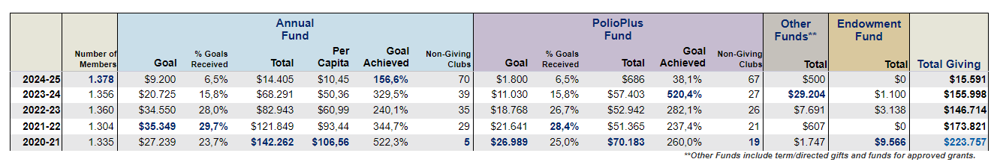 Annual Fund PolioPlus Fund Other Funds** Endowment Fund
Number of Members Goal % Goals Received Total Per Capita Goal Achieved Non-Giving Clubs Goal % Goals Received Total Goal Achieved Non-Giving Clubs Total Total Total Giving
2024-25 1.378 $9.200 6,5% $14.405 $10,45 156,6% 70 $1.800 6,5% $686 38,1% 67 $500 $0 $15.591
2023-24 1.356 $20.725 15,8% $68.291 $50,36 329,5% 39 $11.030 15,8% $57.403 520,4% 27 $29.204 $1.100 $155.998
2022-23 1.360 $34.550 28,0% $82.943 $60,99 240,1% 35 $18.768 26,7% $52.942 282,1% 26 $7.691 $3.138 $146.714
2021-22 1.304 $35.349 29,7% $121.849 $93,44 344,7% 29 $21.641 28,4% $51.365 237,4% 21 $607 $0 $173.821
2020-21 1.335 $27.239 23,7% $142.262 $106,56 522,3% 5 $26.989 25,0% $70.183 260,0% 19 $1.747 $9.566 $223.757
**Other Funds include term/directed gifts and funds for approved grants.